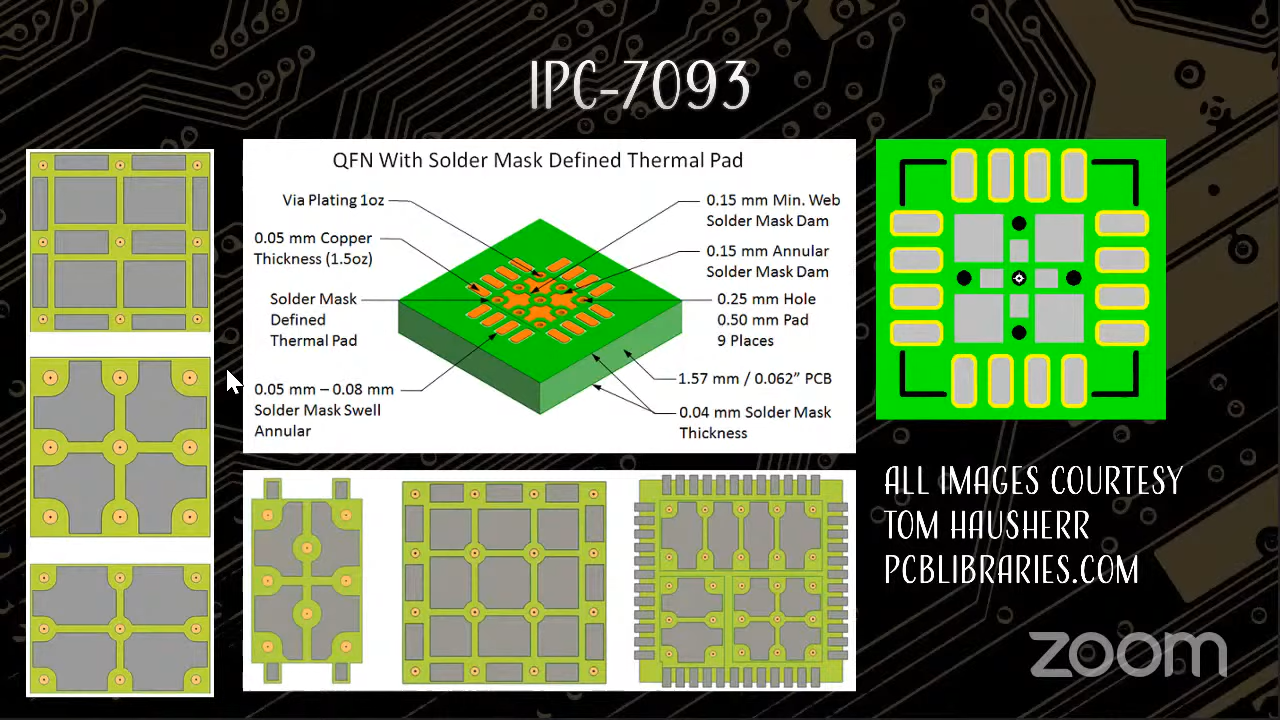 IPC-7093
QFN With Solder Mask Defined Thermal Pad
Via Plating 1oz
0.05 mm Copper
Thickness (1.5oz)
Solder Mask
Defined
Thermal Pad
0.05 mm – 0.08 mm
Solder Mask Swell
Annular
0.15 mm Min. Web
Solder Mask Dam
0.15 mm Annular
Solder Mask Dam
0.25 mm Hole
0.50 mm Pad
9 Places
1.57 mm / 0.062” PCB
0.04 mm Solder Mask
Thickness
ALL IMAGES COURTESY
TOM HAUSHERR
PCBLIBRARIES.COM
zoom